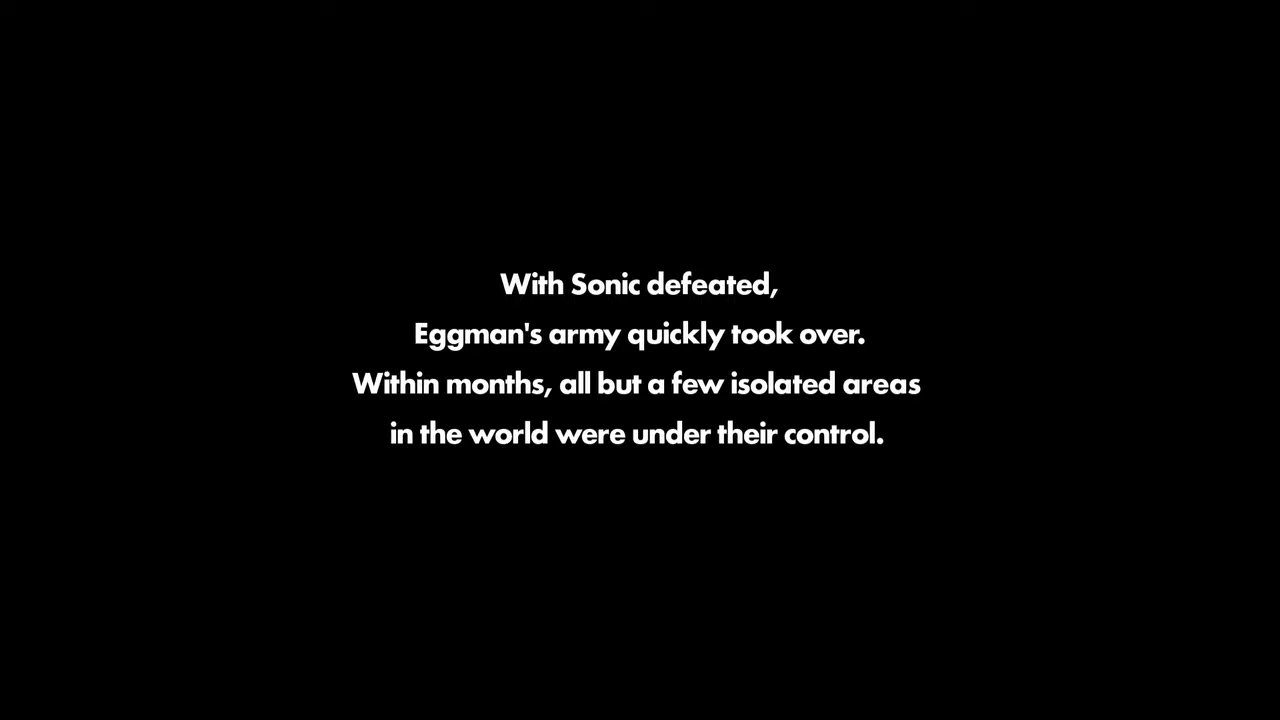 With Sonic defeated,
Eggman's army quickly took over.
Within months, all but a few isolated areas
in the world were under their control.